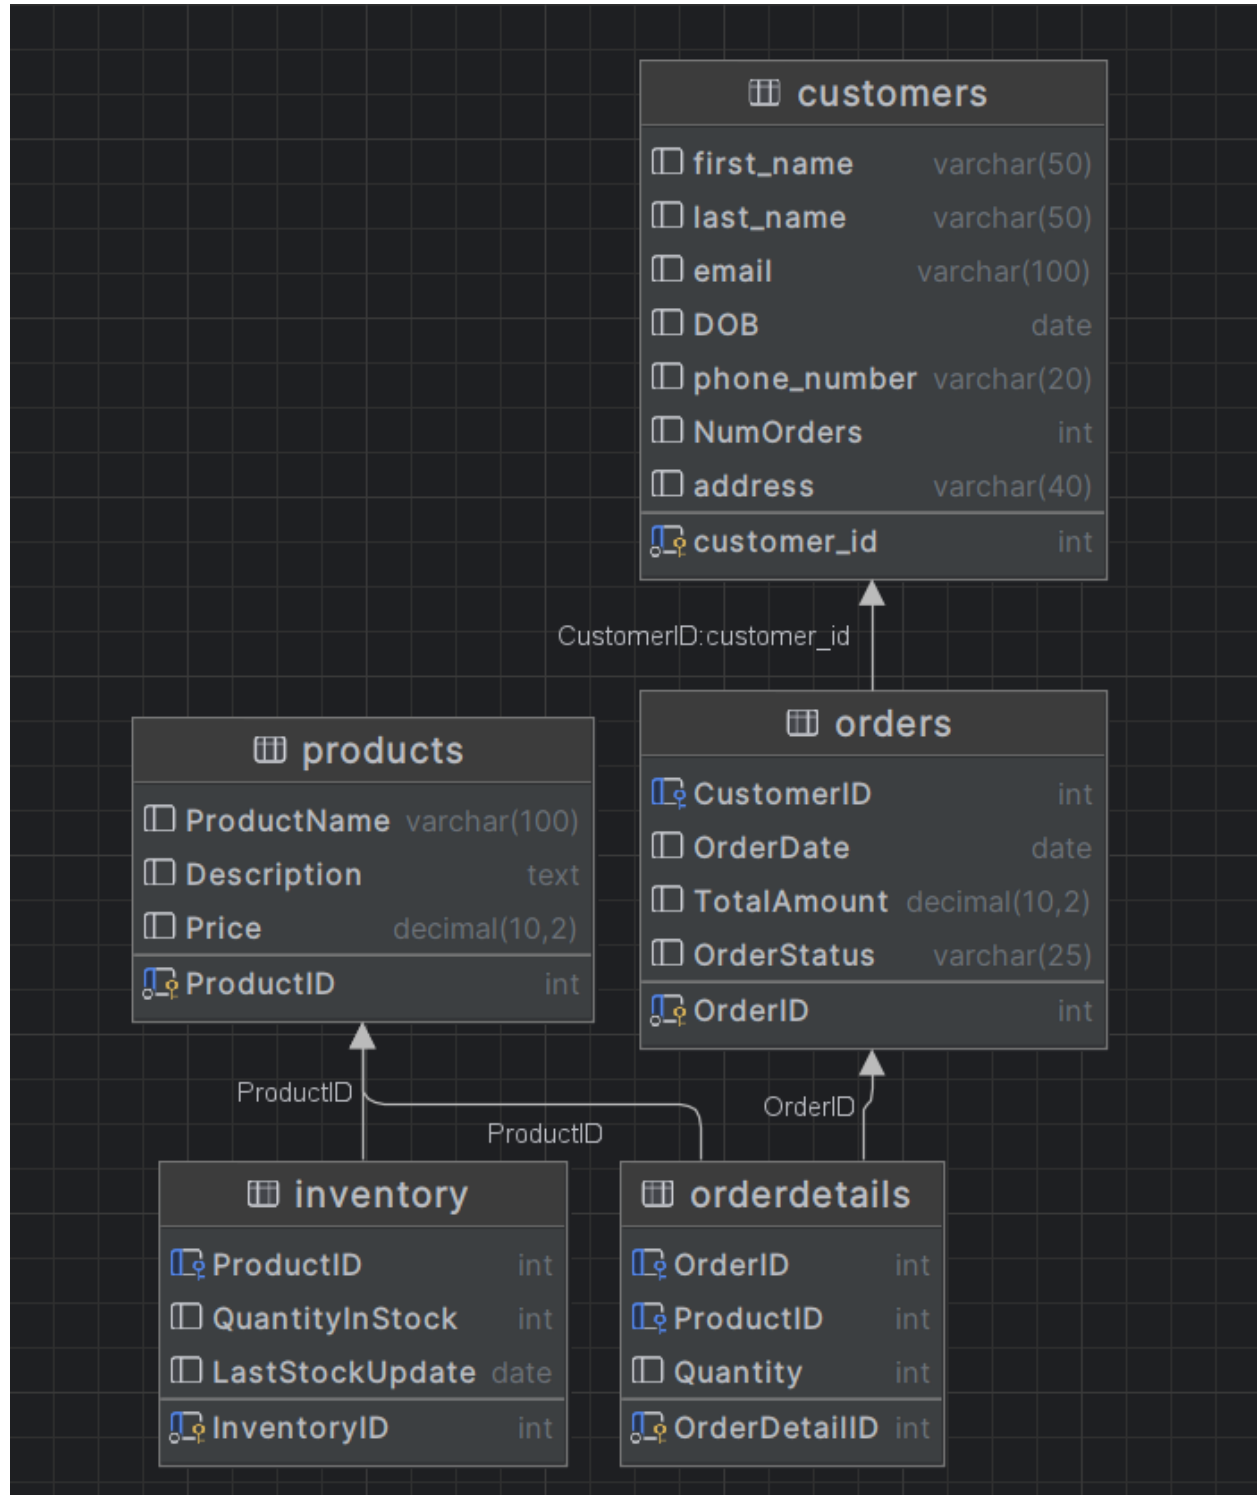 customers
first_name varchar(50)
last_name varchar(50)
email varchar(100)
DOB date
phone_number varchar(20)
NumOrders int
address varchar(40)
customer_id int
CustomerID:customer_id
products
ProductName varchar(100)
Description text
Price decimal(10,2)
ProductID int
orders
CustomerID int
OrderDate date
TotalAmount decimal(10,2)
OrderStatus varchar(25)
OrderID int
ProductID
ProductID
OrderID
inventory
ProductID int
QuantityInStock int
LastStockUpdate date
InventoryID int
orderdetails
OrderID int
ProductID int
Quantity int
OrderDetailID int